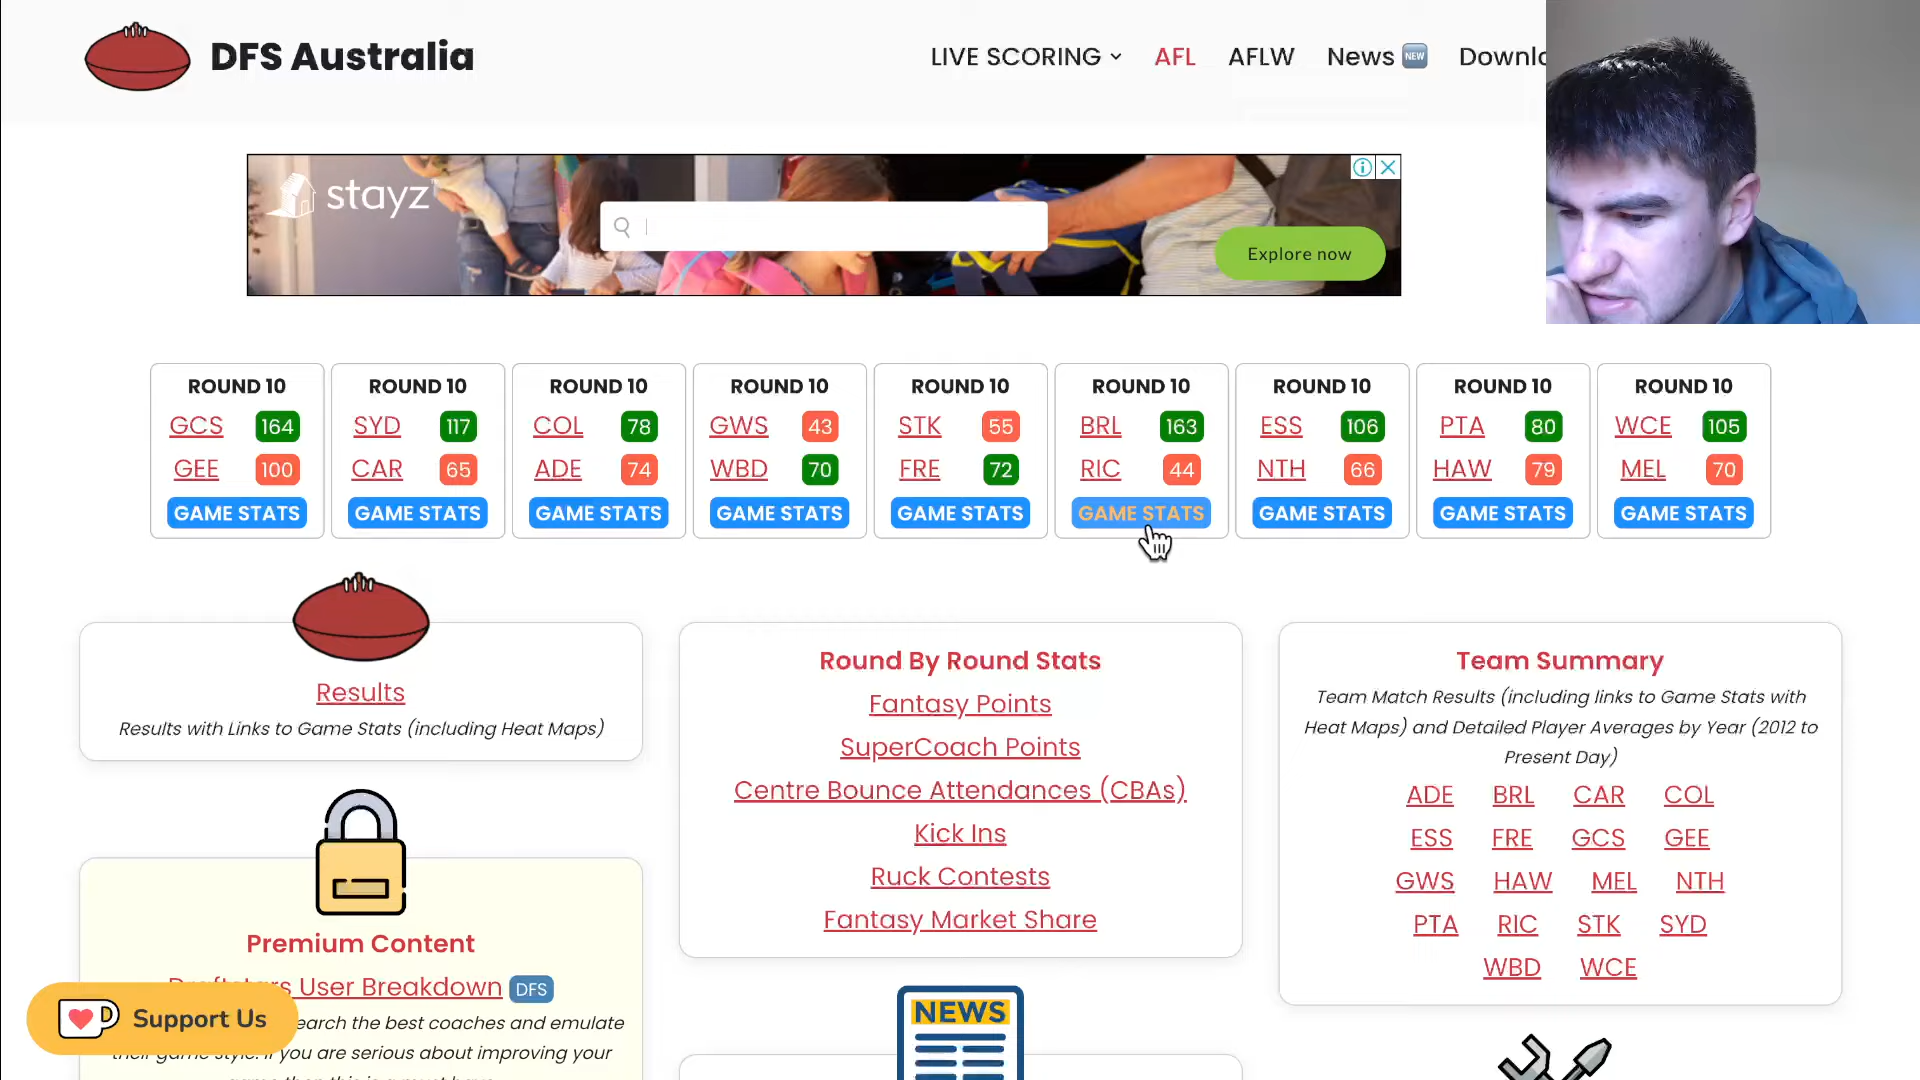 DFS Australia
LIVE SCORING AFL AFLW News NEW
stayz
Explore now
ROUND 10 ROUND 10 ROUND 10 ROUND 10 ROUND 10 ROUND 10 ROUND 10 ROUND 10 ROUND 10
GCS 164 SYD 117 COL 78 GWS 43 STK 55 BRL 163 ESS 106 PTA 80 WCE 105
GEE 100 CAR 65 ADE 74 WBD 70 FRE 72 RIC 44 NTH 66 HAW 79 MEL 70
GAME STATS GAME STATS GAME STATS GAME STATS GAME STATS GAME STATS GAME STATS GAME STATS GAME STATS
Results
Results with Links to Game Stats (including Heat Maps)
Premium Content
User Breakdown DFS
the best coaches and emulate
you are serious about improving your
Support Us
Round By Round Stats
Fantasy Points
SuperCoach Points
Centre Bounce Attendances (CBAs)
Kick Ins
Ruck Contests
Fantasy Market Share
NEWS
Team Summary
Team Match Results (including links to Game Stats with
Heat Maps) and Detailed Player Averages by Year (2012 to
Present Day)
ADE BRL CAR COL
ESS FRE GCS GEE
GWS HAW MEL NTH
PTA RIC STK SYD
WBD WCE